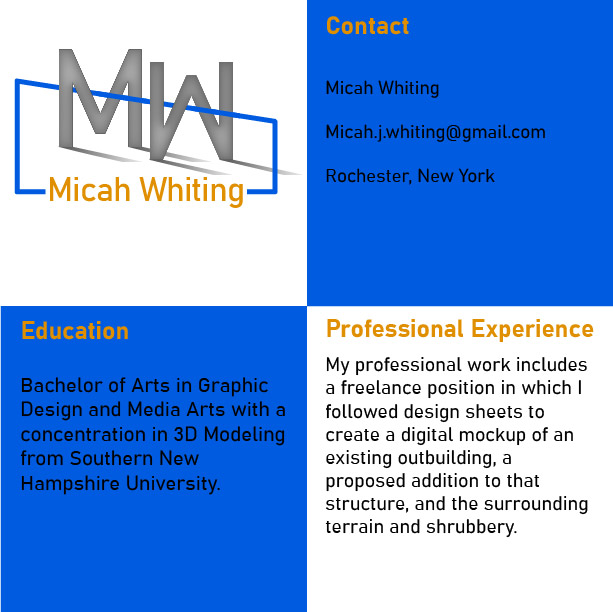 MW
Micah Whiting
Contact
Micah Whiting
Micah.j.whiting@gmail.com
Rochester, New York
Education
Bachelor of Arts in Graphic
Design and Media Arts with a
concentration in 3D Modeling
from Southern New
Hampshire University.
Professional Experience
My professional work includes
a freelance position in which I
followed design sheets to
create a digital mockup of an
existing outbuilding, a
proposed addition to that
structure, and the surrounding
terrain and shrubbery.